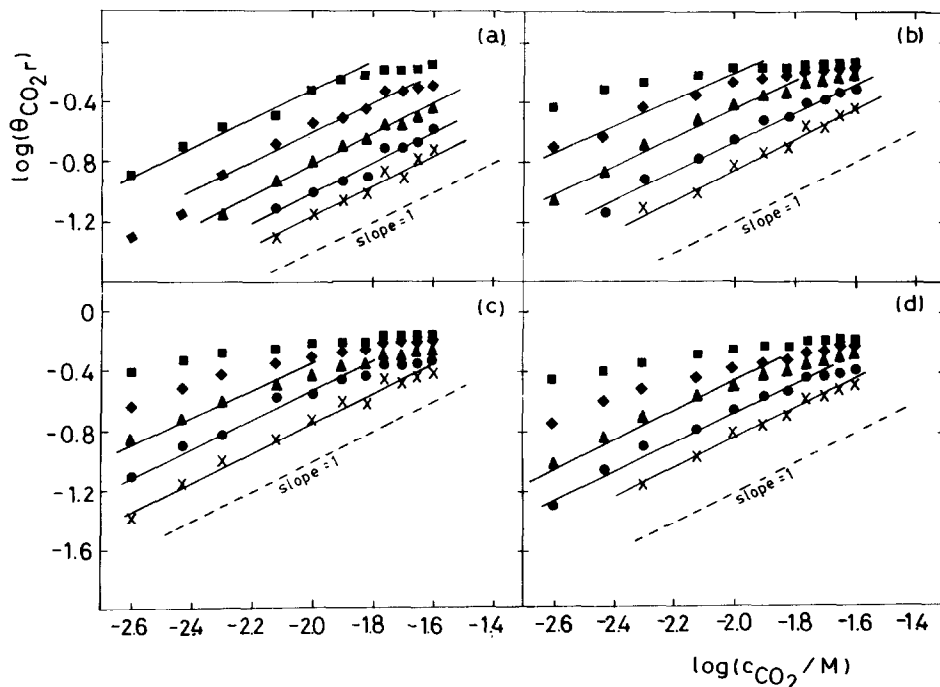 (a)
(b)
log(θCO2r)
-0.4
-0.8
-1.2
slope=1
slope=1
(c)
(d)
0
-0.4
-0.8
-1.2
-1.6
slope=1
slope=1
-2.6 -2.4 -2.2 -2.0 -1.8 -1.6 -1.4
-2.6 -2.4 -2.2 -2.0 -1.8 -1.6
log(cCO2/M)